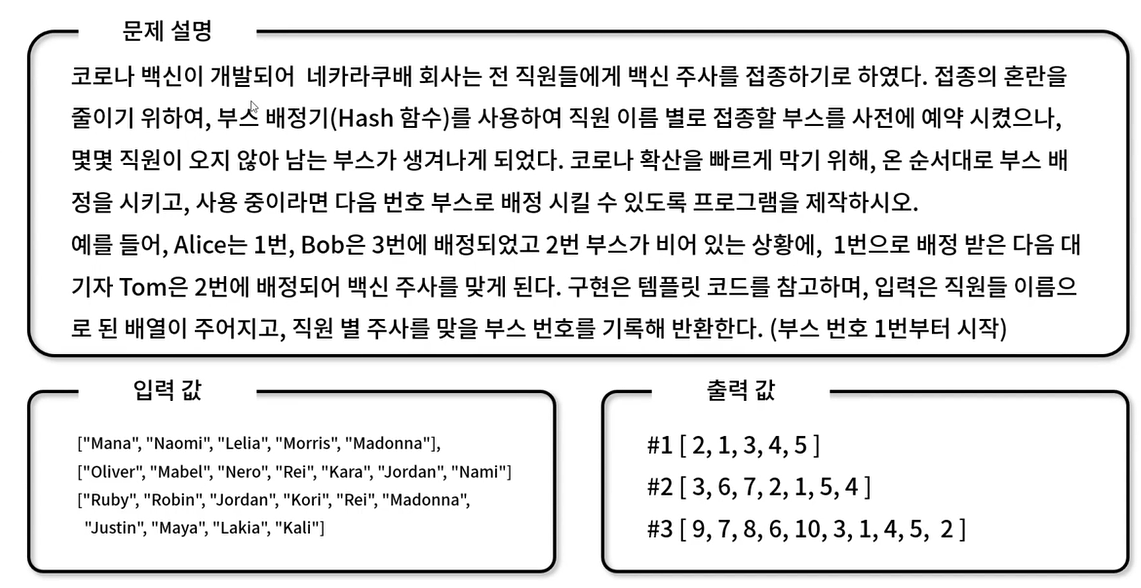 문제 설명
코로나 백신이 개발되어 네카라쿠배 회사는 전 직원들에게 백신 주사를 접종하기로 하였다. 접종의 혼란을
줄이기 위하여, 부스 배정기(Hash 함수)를 사용하여 직원 이름 별로 접종할 부스를 사전에 예약 시켰으나,
몇몇 직원이 오지 않아 남는 부스가 생겨나게 되었다. 코로나 확산을 빠르게 막기 위해, 온 순서대로 부스 배
정을 시키고, 사용 중이라면 다음 번호 부스로 배정 시킬 수 있도록 프로그램을 제작하시오.
예를 들어, Alice는 1번, Bob은 3번에 배정되었고 2번 부스가 비어 있는 상황에, 1번으로 배정 받은 다음 대
기자 Tom은 2번에 배정되어 백신 주사를 맞게 된다. 구현은 템플릿 코드를 참고하며, 입력은 직원들 이름으
로 된 배열이 주어지고, 직원 별 주사를 맞을 부스 번호를 기록해 반환한다. (부스 번호 1번부터 시작)
입력 값
["Mana", "Naomi", "Lelia", "Morris", "Madonna"],
["Oliver", "Mabel", "Nero", "Rei", "Kara", "Jordan", "Nami"]
["Ruby", "Robin", "Jordan", "Kori", "Rei", "Madonna",
"Justin", "Maya", "Lakia", "Kali"]
출력 값
#1 [ 2, 1, 3, 4, 5 ]
#2 [ 3, 6, 7, 2, 1, 5, 4 ]
#3 [ 9, 7, 8, 6, 10, 3, 1, 4, 5, 2 ]